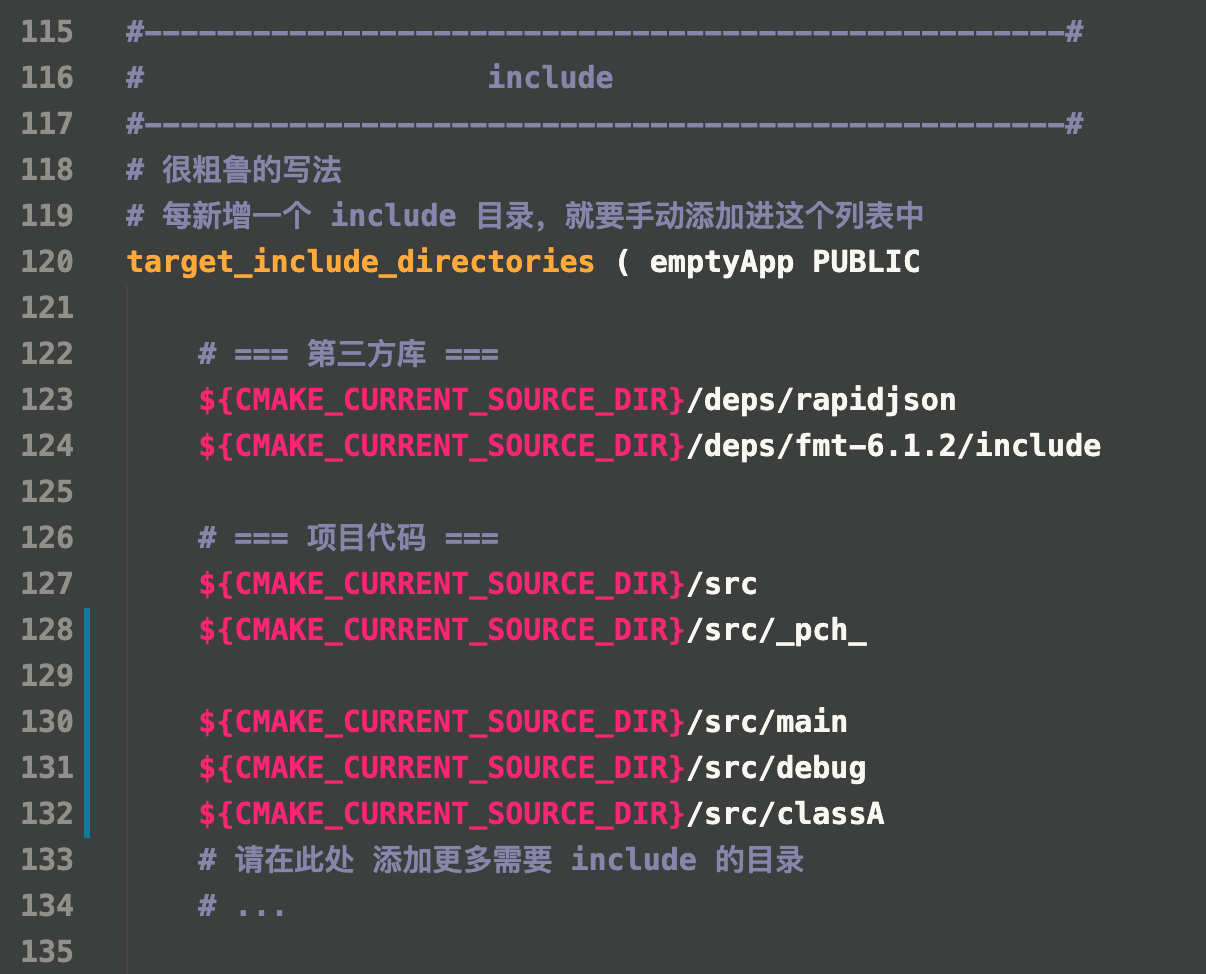 115 #---------------------------------------------------#
116 #                   include
117 #---------------------------------------------------#
118 # 很粗鲁的写法
119 # 每新增一个 include 目录，就要手动添加进这个列表中
120 target_include_directories ( emptyApp PUBLIC
121
122     # === 第三方库 ===
123     ${CMAKE_CURRENT_SOURCE_DIR}/deps/rapidjson
124     ${CMAKE_CURRENT_SOURCE_DIR}/deps/fmt-6.1.2/include
125
126     # === 项目代码 ===
127     ${CMAKE_CURRENT_SOURCE_DIR}/src
128     ${CMAKE_CURRENT_SOURCE_DIR}/src/_pch_
129
130     ${CMAKE_CURRENT_SOURCE_DIR}/src/main
131     ${CMAKE_CURRENT_SOURCE_DIR}/src/debug
132     ${CMAKE_CURRENT_SOURCE_DIR}/src/classA
133     # 请在此处 添加更多需要 include 的目录
134     # ...
135